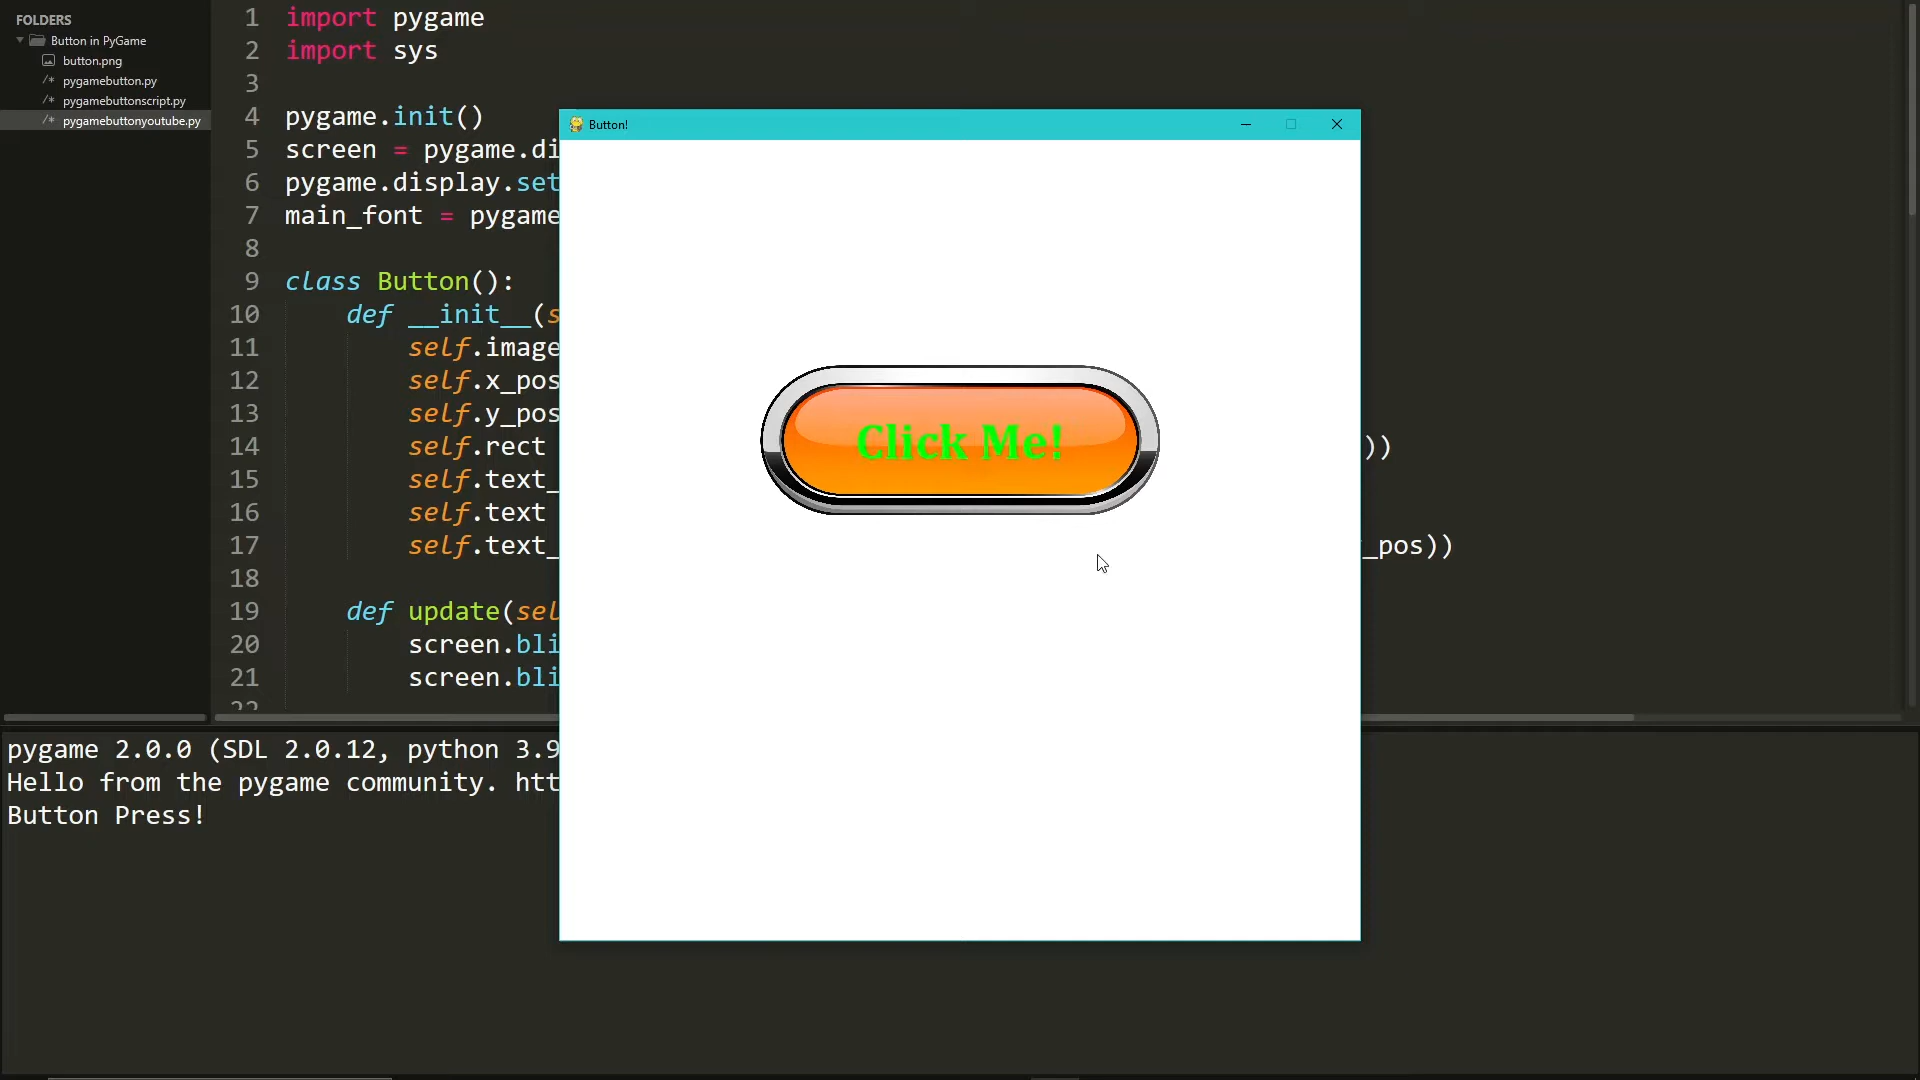 FOLDERS
Button in PyGame
button.png
/* pygamebutton.py
/* pygamebuttonscript.py
/* pygamebuttonyoutube.py
1 import pygame
2 import sys
3
4 pygame.init()
5 screen = pygame.di
6 pygame.display.set
7 main_font = pygame
8
9 class Button():
10 def __init__(s
11 self.image
12 self.x_pos
13 self.y_pos
14 self.rect ))
15 self.text_
16 self.text
17 self.text_ _pos))
18
19 def update(sel
20 screen.bli
21 screen.bli
22
Button!
Click Me!
pygame 2.0.0 (SDL 2.0.12, python 3.9
Hello from the pygame community. htt
Button Press!